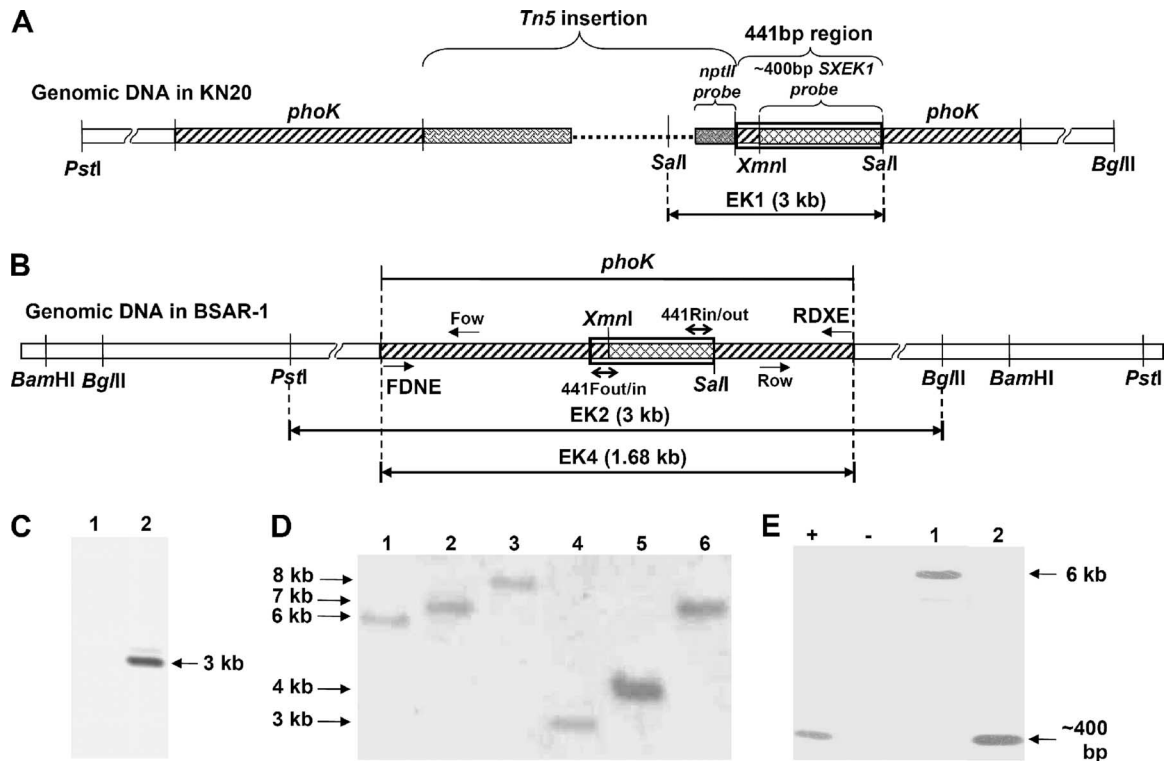 A
Tn5 insertion
441bp region
nptII probe
~400bp SXEK1 probe
Genomic DNA in KN20
phoK
phoK
PstI
SalI
XmnI
SalI
BglII
EK1 (3 kb)
B
phoK
Genomic DNA in BSAR-1
Fow
XmnI
441Rin/out
RDXE
BamHI
BglII
PstI
FDNE
441Fout/in
SalI
Row
BglII
BamHI
PstI
EK2 (3 kb)
EK4 (1.68 kb)
C
1 2
3 kb
D
1 2 3 4 5 6
8 kb
7 kb
6 kb
4 kb
3 kb
E
+ - 1 2
6 kb
~400
bp